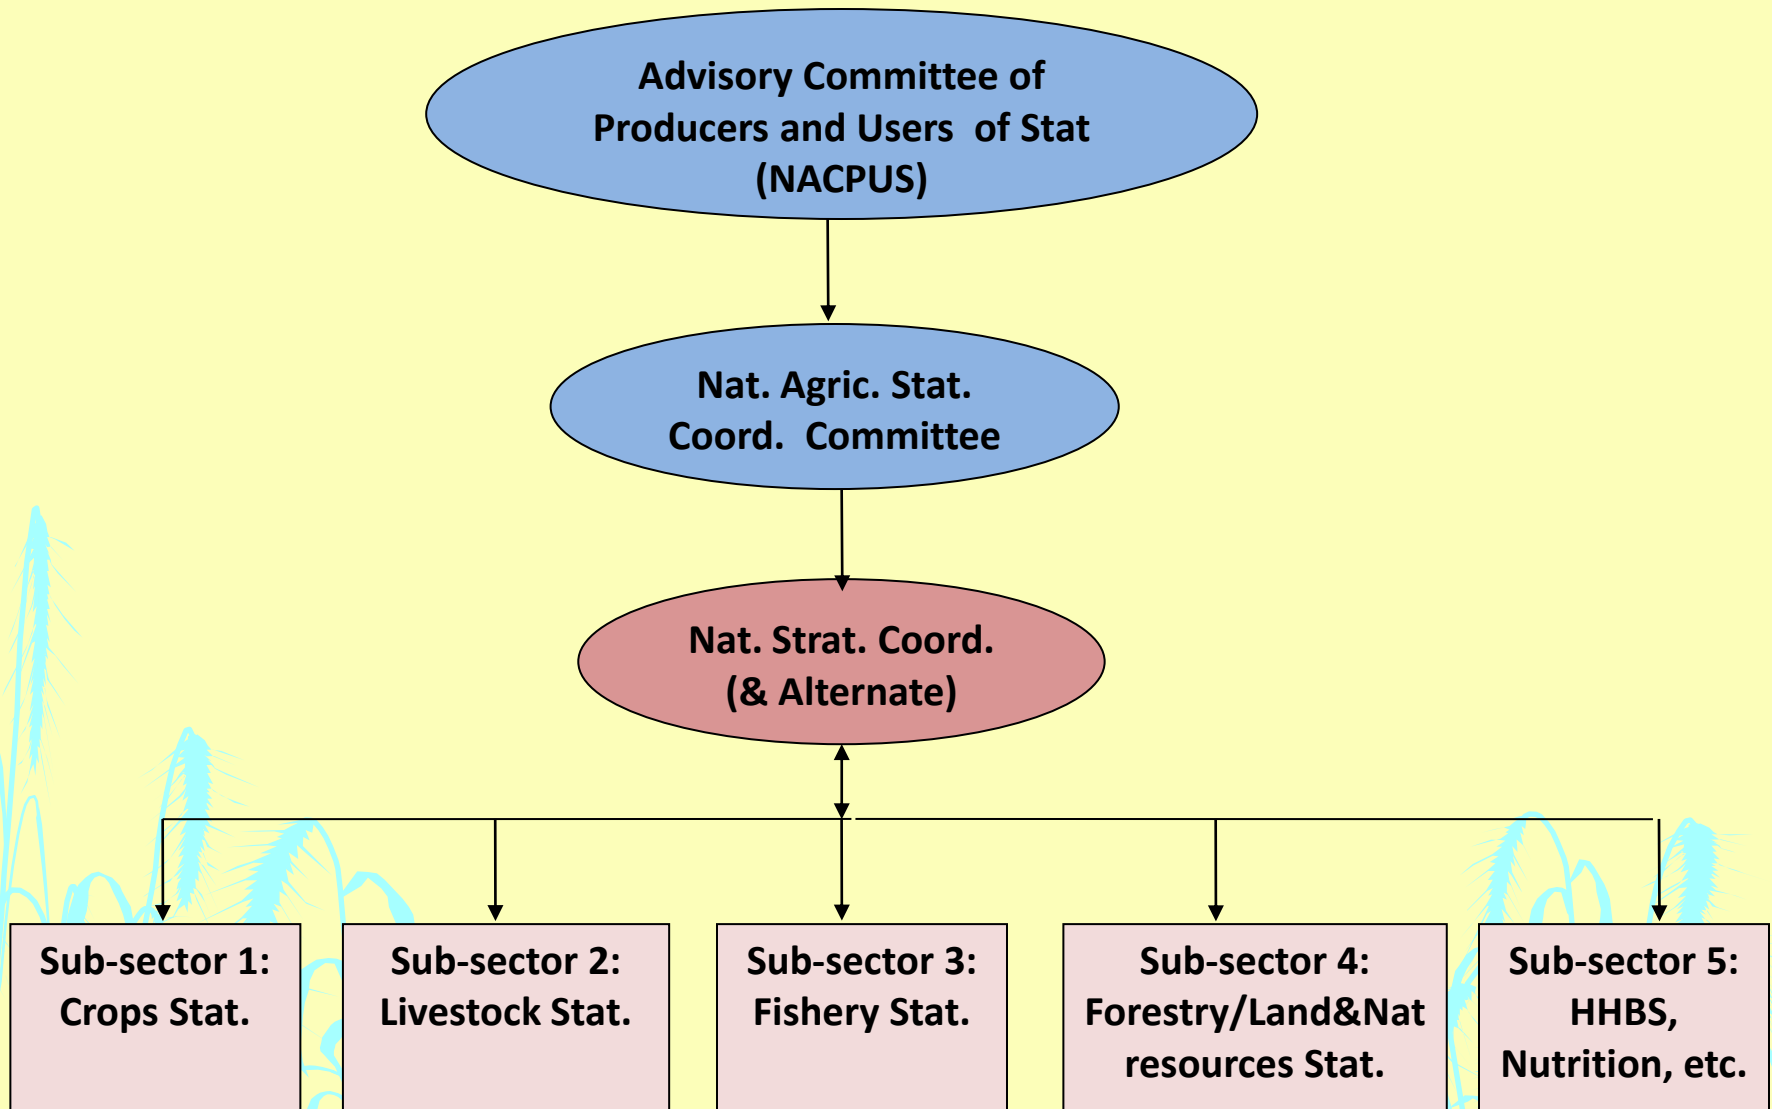 Advisory Committee of
Producers and Users of Stat
(NACPUS)
Nat. Agric. Stat.
Coord. Committee
Nat. Strat. Coord.
(& Alternate)
Sub-sector 1:
Crops Stat.
Sub-sector 2:
Livestock Stat.
Sub-sector 3:
Fishery Stat.
Sub-sector 4:
Forestry/Land&Nat
resources Stat.
Sub-sector 5:
HHBS,
Nutrition, etc.